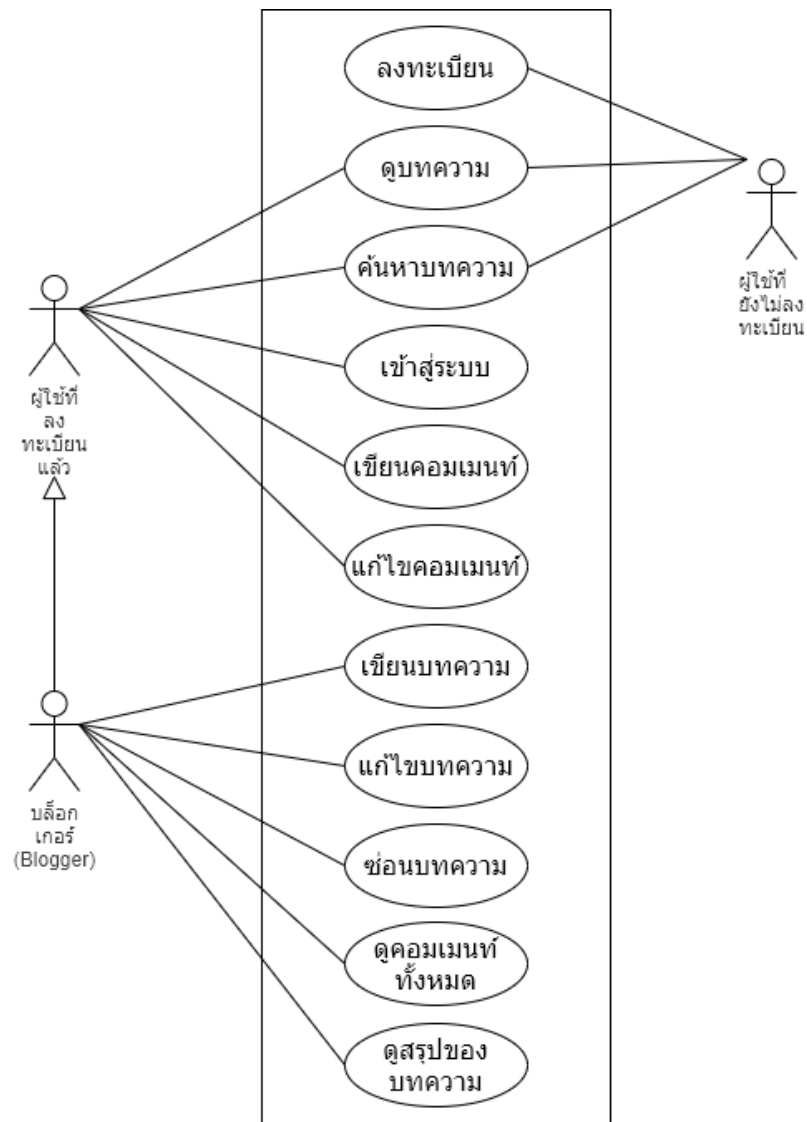 ลงทะเบียน
ดูบทความ
ค้นหาบทความ
ผู้ใช้ที่
ยังไม่ลง
ทะเบียน
เข้าสู่ระบบ
ผู้ใช้ที่
ลง
ทะเบียน
แล้ว
เขียนคอมเมนท์
แก้ไขคอมเมนท์
เขียนบทความ
แก้ไขบทความ
บล็อก
เกอร์
(Blogger)
ซ่อนบทความ
ดูคอมเมนท์
ทั้งหมด
ดูสรุปของ
บทความ